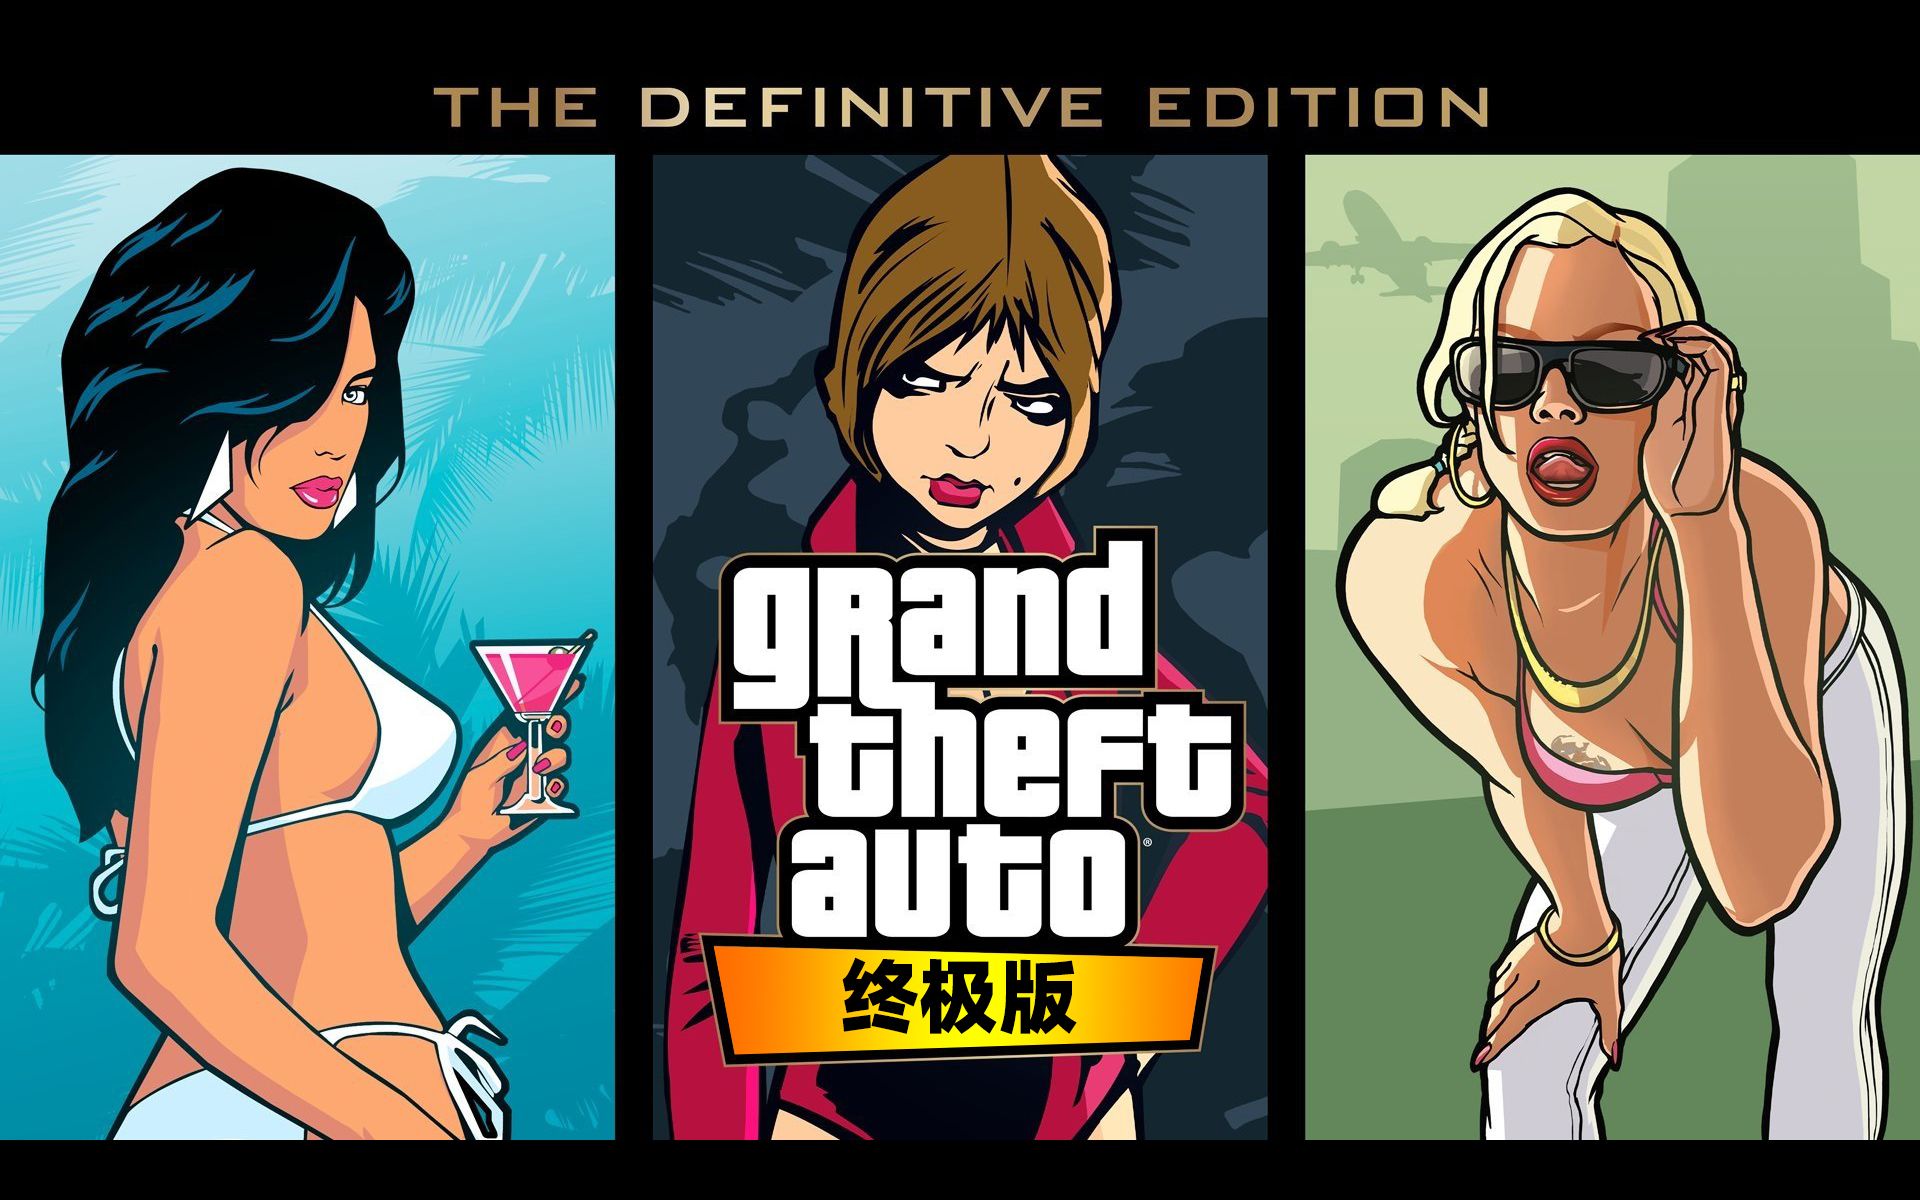 THE DEFINITIVE EDITION
grand
theft
auto®
终极版